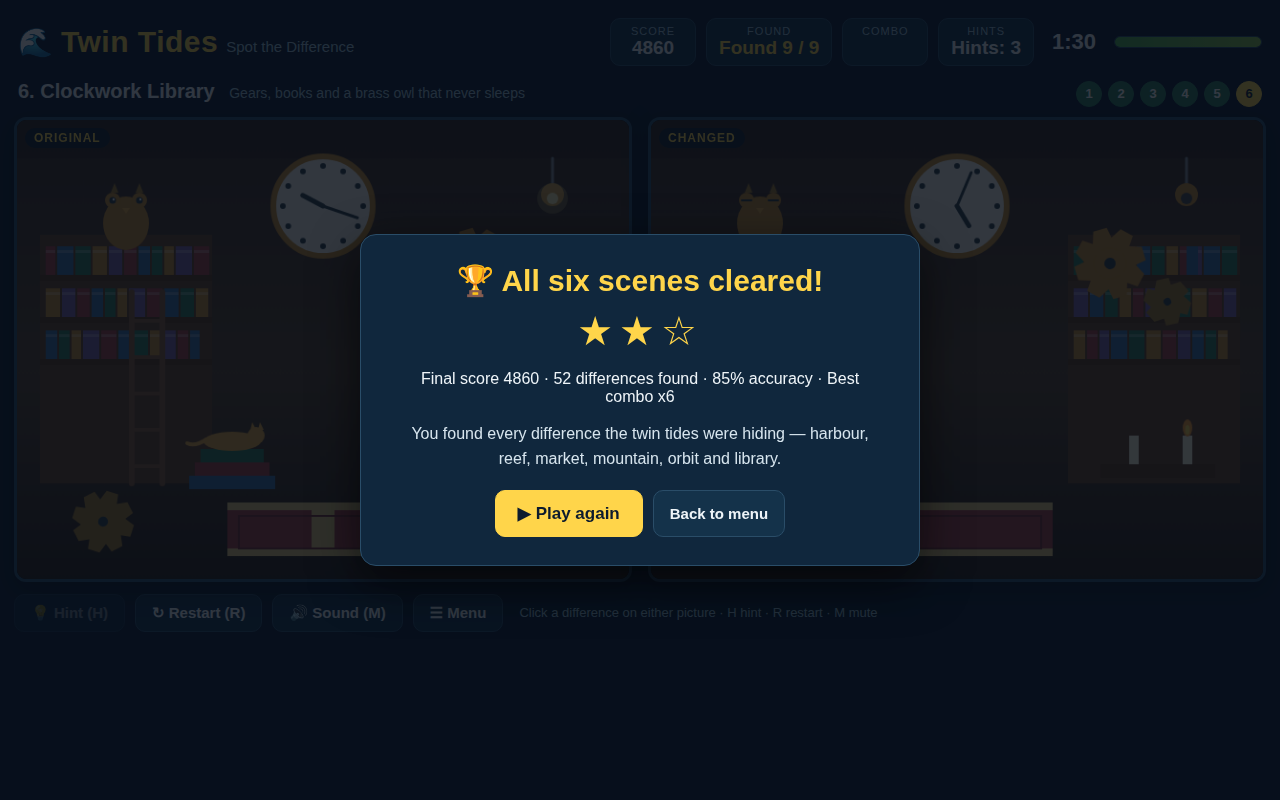 🌊 Twin Tides Spot the Difference
SCORE
4860
FOUND
Found 9 / 9
COMBO
HINTS
Hints: 3
1:30
6. Clockwork Library Gears, books and a brass owl that never sleeps
1 2 3 4 5 6
ORIGINAL
CHANGED
🏆 All six scenes cleared!
★ ★ ☆
Final score 4860 · 52 differences found · 85% accuracy · Best
combo x6
You found every difference the twin tides were hiding — harbour,
reef, market, mountain, orbit and library.
▶ Play again
Back to menu
💡 Hint (H)
↻ Restart (R)
🔊 Sound (M)
☰ Menu
Click a difference on either picture · H hint · R restart · M mute